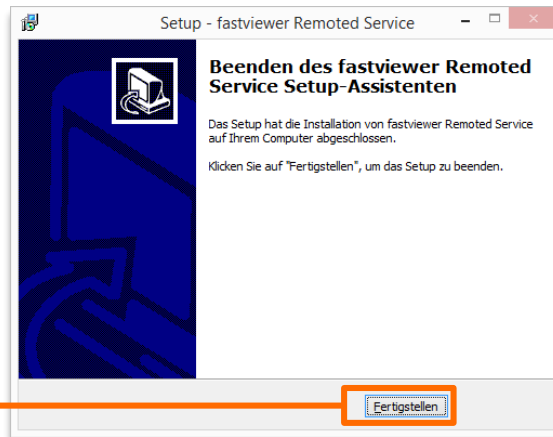 Setup - fastviewer Remoted Service
Beenden des fastviewer Remoted
Service Setup-Assistenten
Das Setup hat die Installation von fastviewer Remoted Service
auf Ihrem Computer abgeschlossen.
Klicken Sie auf "Fertigstellen", um das Setup zu beenden.
Fertigstellen